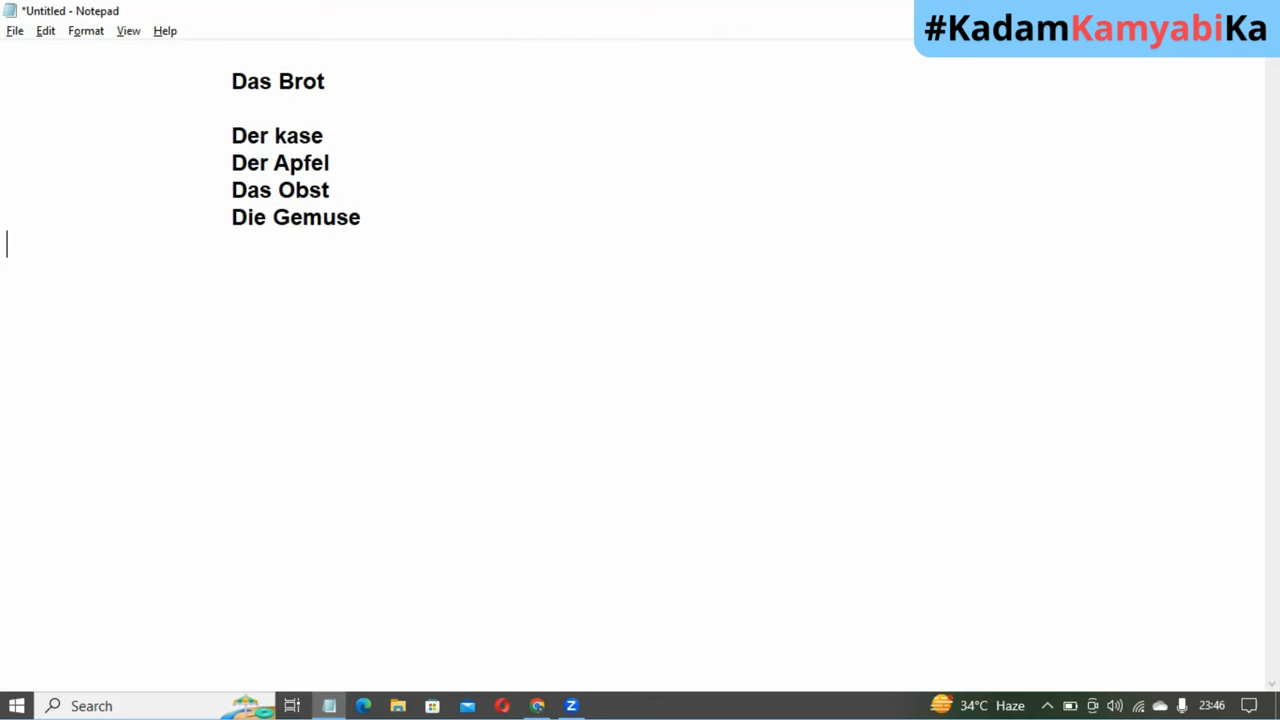 *Untitled - Notepad
#KadamKamyabiKa
File Edit Format View Help
Das Brot
Der kase
Der Apfel
Das Obst
Die Gemuse
Search
34°C Haze
23:46